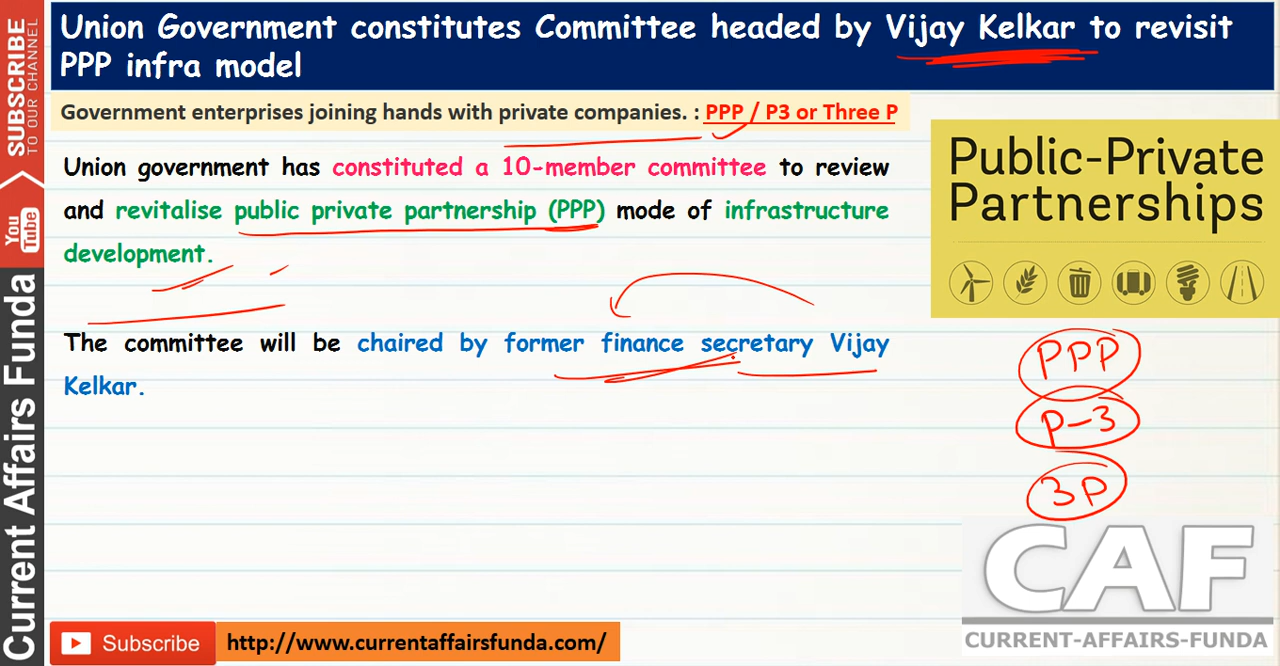 Union Government constitutes Committee headed by Vijay Kelkar to revisit
PPP infra model
Government enterprises joining hands with private companies. : PPP / P3 or Three P
Union government has constituted a 10-member committee to review
and revitalise public private partnership (PPP) mode of infrastructure
development.
The committee will be chaired by former finance secretary Vijay
Kelkar.
Public-Private
Partnerships
PPP
P-3
3P
CAF
CURRENT-AFFAIRS-FUNDA
SUBSCRIBE
TO OUR CHANNEL
You
Tube
Current Affairs Funda
Subscribe
http://www.currentaffairsfunda.com/